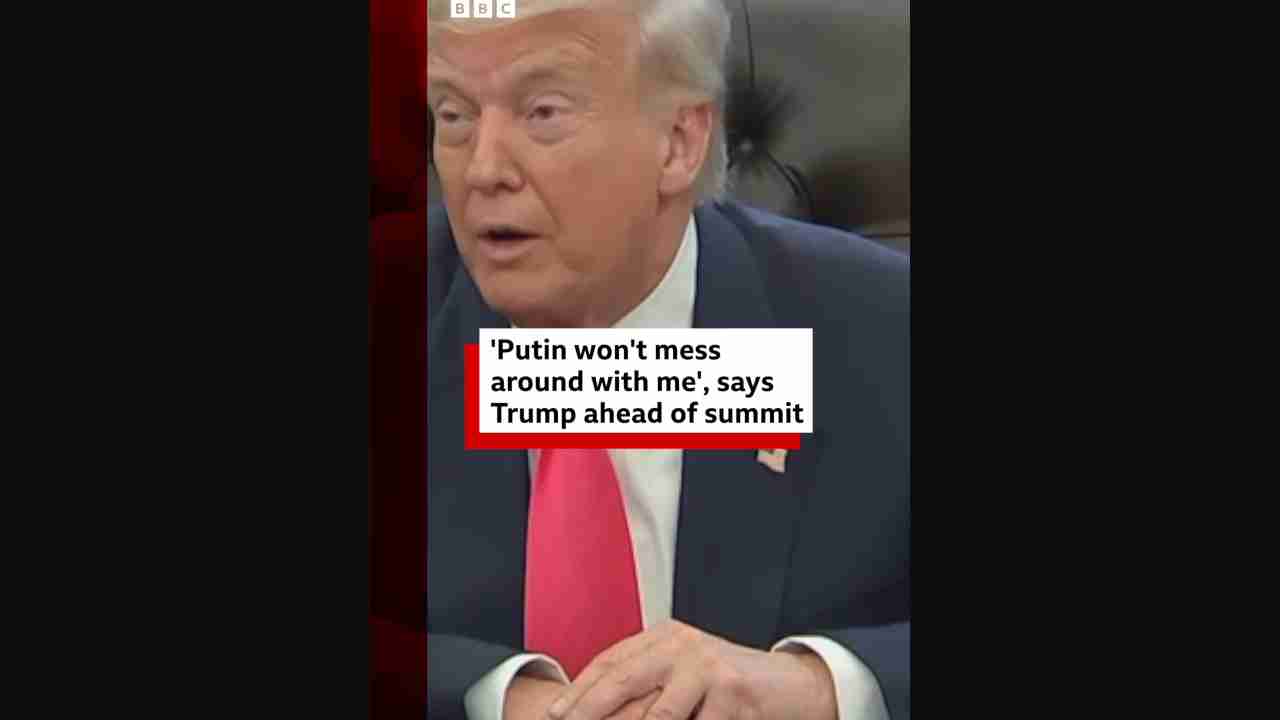 BBC
'Putin won't mess
around with me', says
Trump ahead of summit